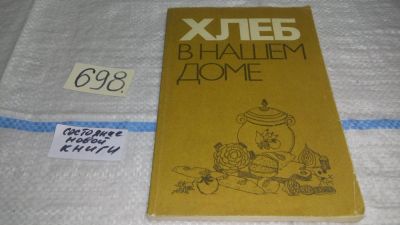 ХЛЕБ
В НАШЕМ
ДОМЕ
698.
состояние
новой
книги